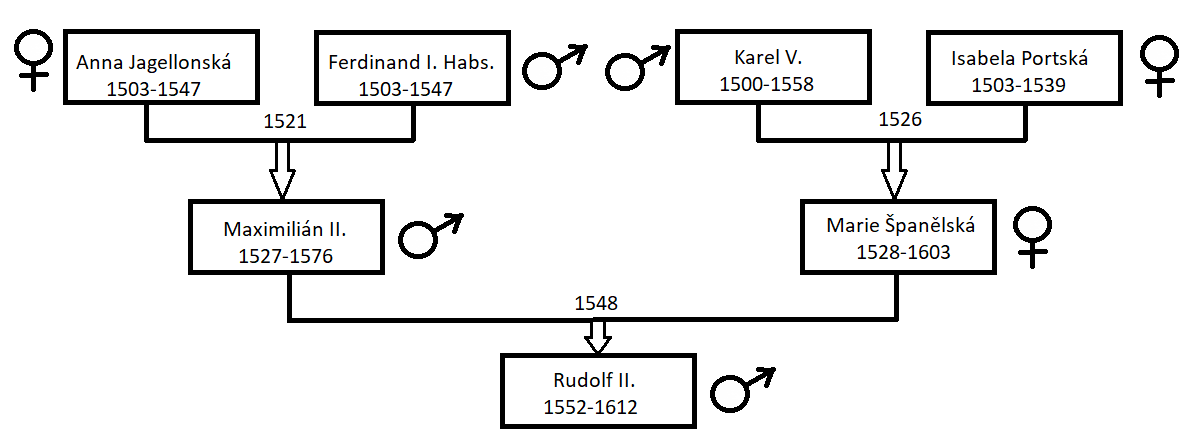 Anna Jagellonská
1503-1547
Ferdinand I. Habs.
1503-1547
Karel V.
1500-1558
Isabela Portská
1503-1539
1521
1526
Maximilián II.
1527-1576
Marie Španělská
1528-1603
1548
Rudolf II.
1552-1612